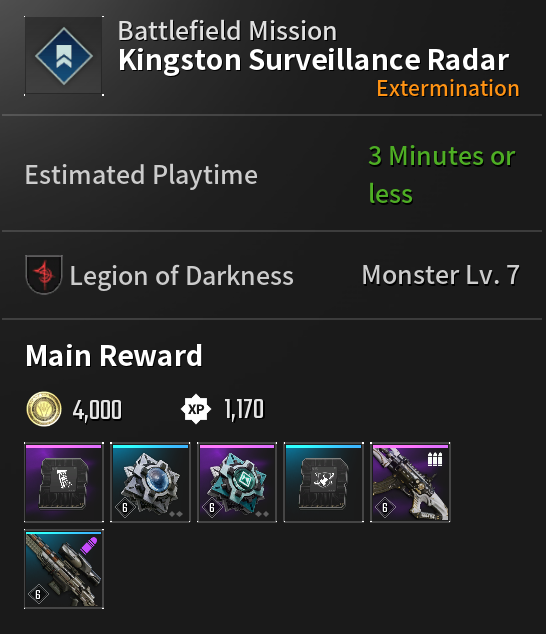 Battlefield Mission
Kingston Surveillance Radar
Extermination
Estimated Playtime
3 Minutes or
less
Legion of Darkness
Monster Lv. 7
Main Reward
4,000
XP
1,170
6
6
6
6